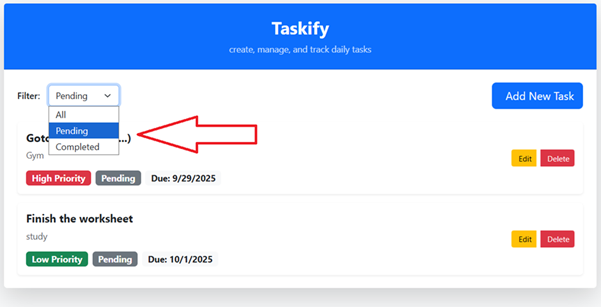 Taskify
create, manage, and track daily tasks
Filter: Pending
Add New Task
All
Pending
Completed
...)
Gym
Edit Delete
High Priority Pending Due: 9/29/2025
Finish the worksheet
study
Edit Delete
Low Priority Pending Due: 10/1/2025